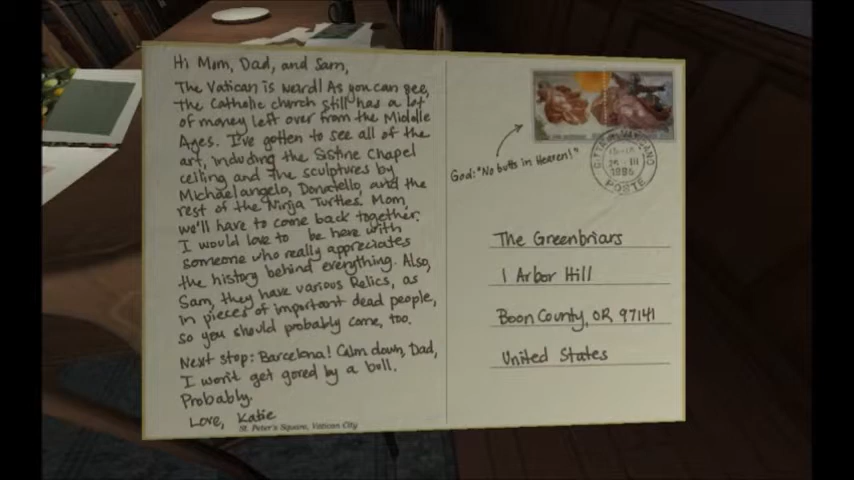 Hi Mom, Dad, and Sam,
The Vatican is weird! As you can see,
the Catholic church still has a lot
of money left over from the Middle
Ages. I've gotten to see all of the
art, including the Sistine Chapel
ceiling and the sculptures by
Michaelangelo, Donatello, and the
rest of the Ninja Turtles. Mom,
we'll have to come back together.
I would love to be here with
someone who really appreciates
the history behind everything. Also,
Sam, they have various Relics, as
in pieces of important dead people,
so you should probably come, too.
Next stop: Barcelona! Calm down, Dad,
I won't get gored by a bull.
Probably.
Love, Katie
St. Peter's Square, Vatican City
God: "No butts in Heaven!"
CITTA DEL VATICANO
1995
POSTE
The Greenbriars
1 Arbor Hill
Boon County, OR 97141
United States